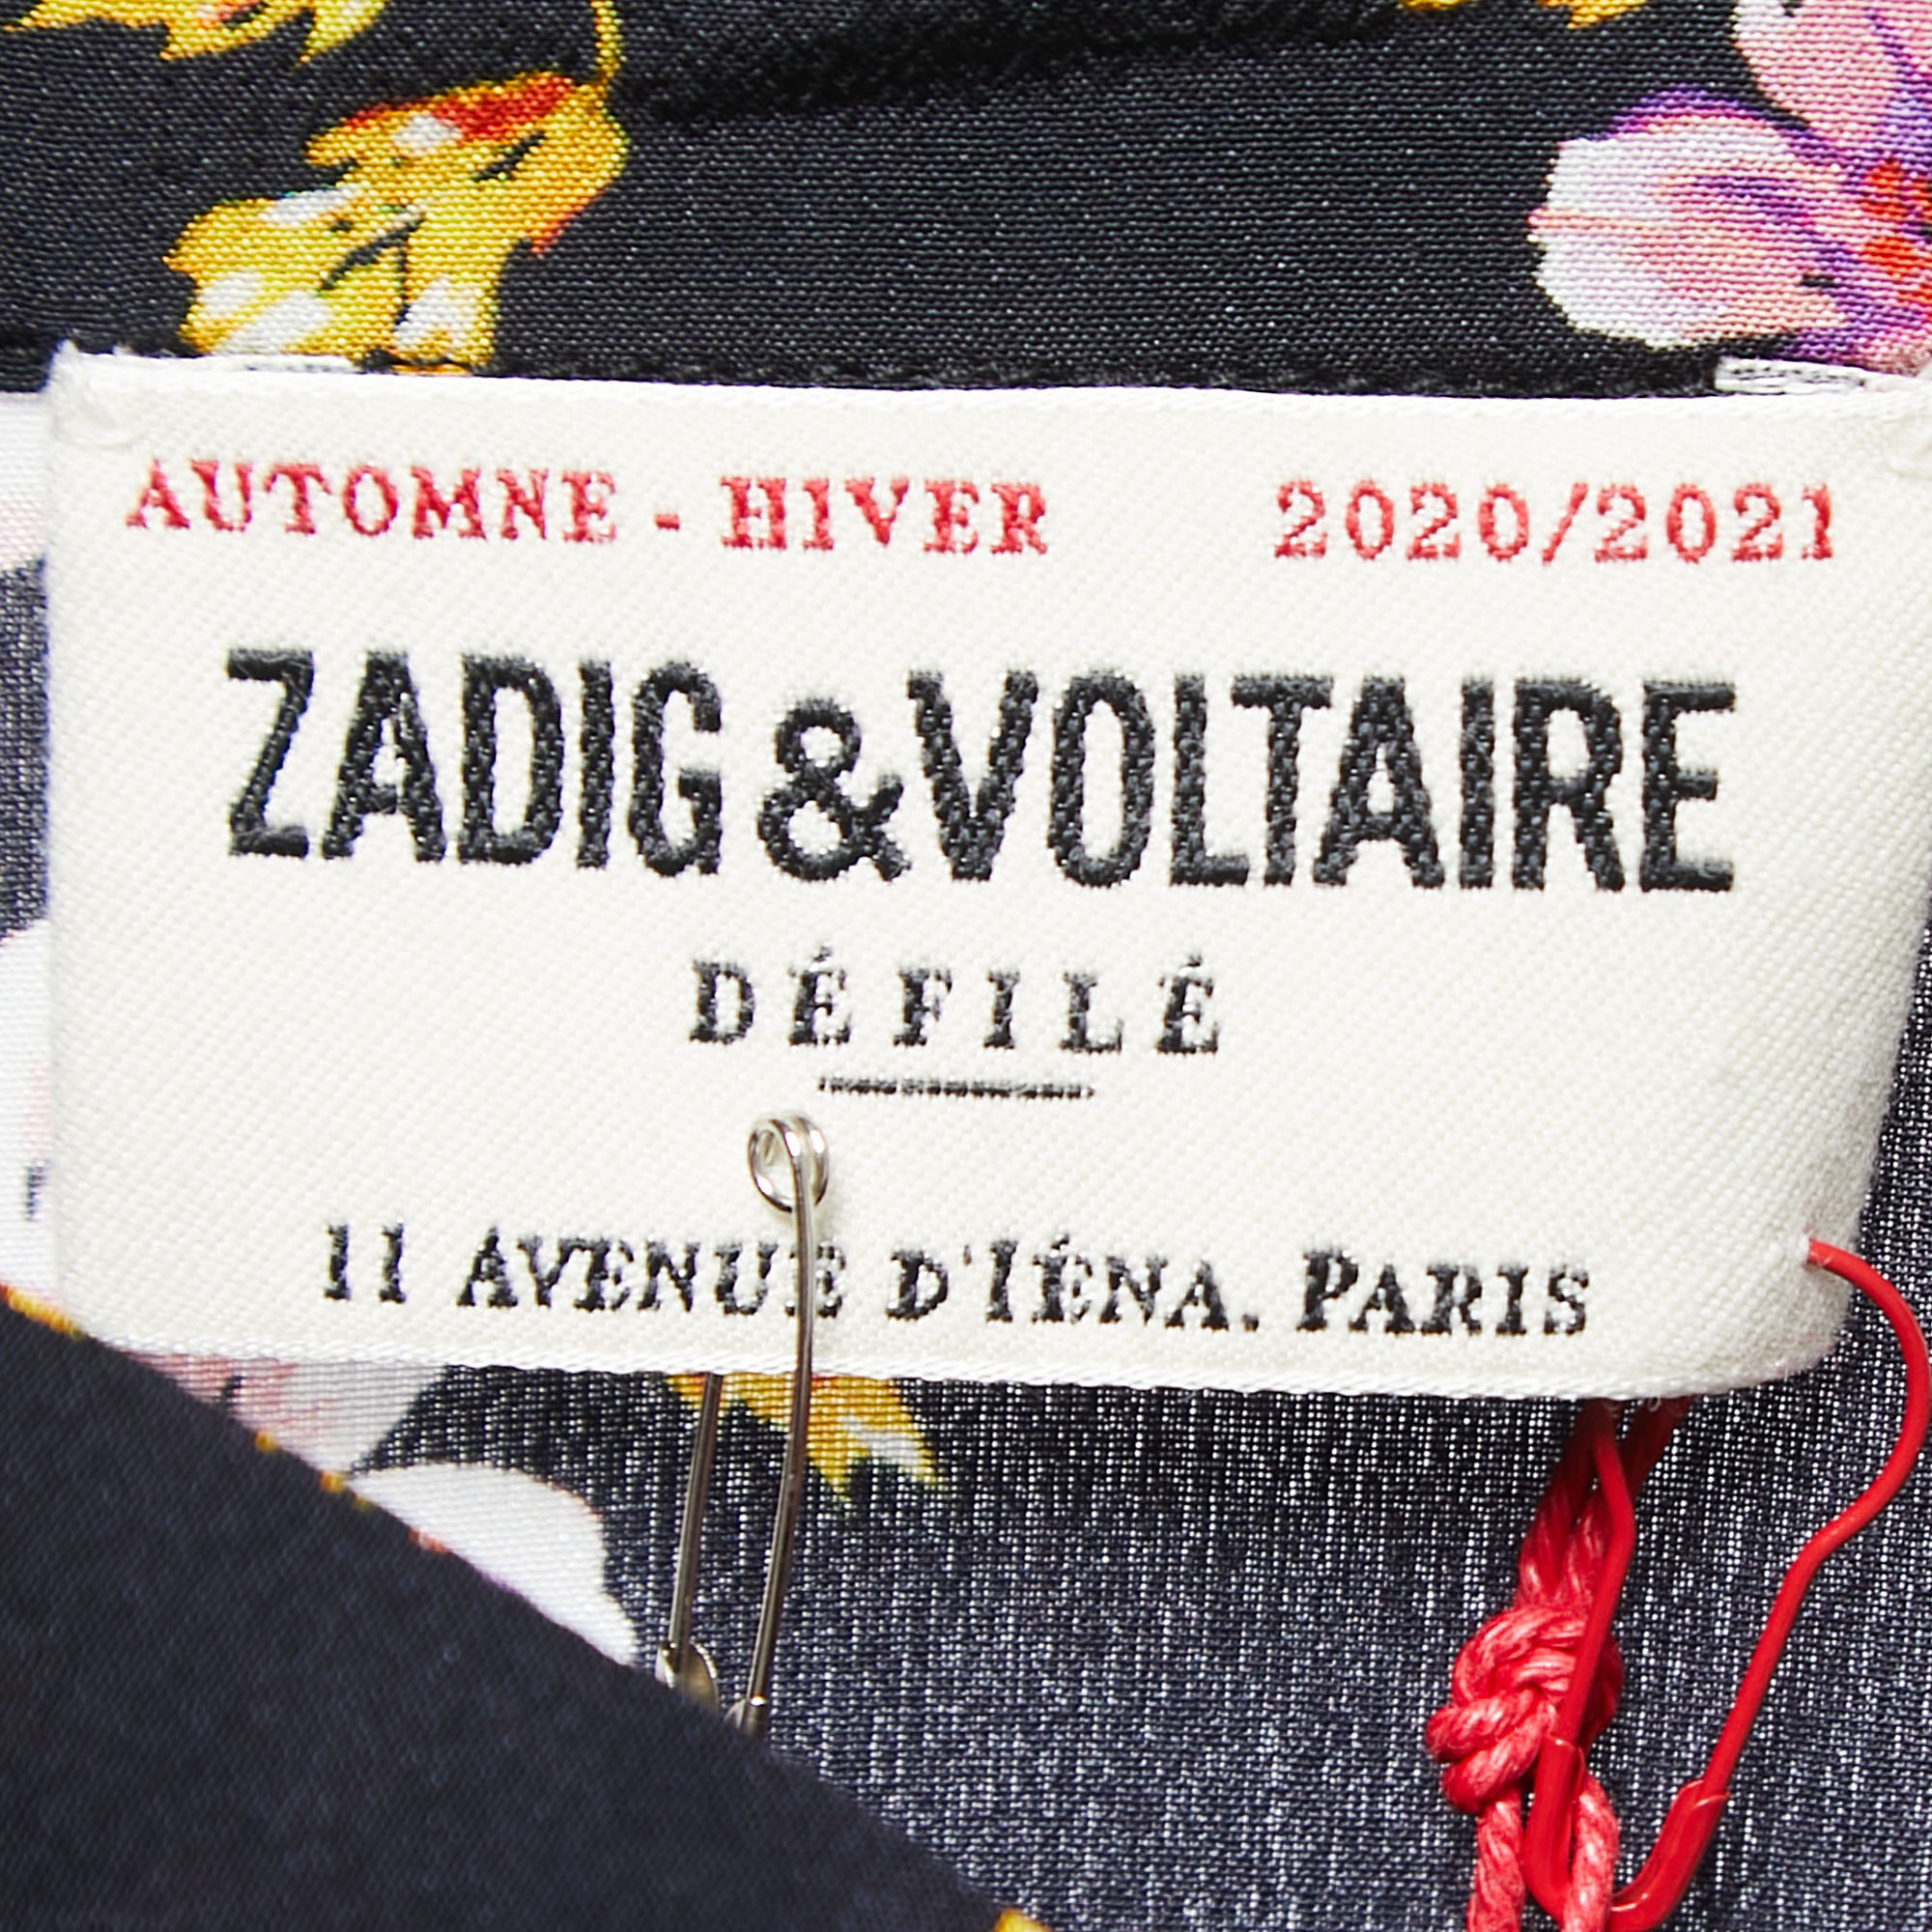 AUTOMNE - HIVER 2020/2021
ZADIG & VOLTAIRE
DÉFILÉ
11 AVENUE D'IÉNA. PARIS